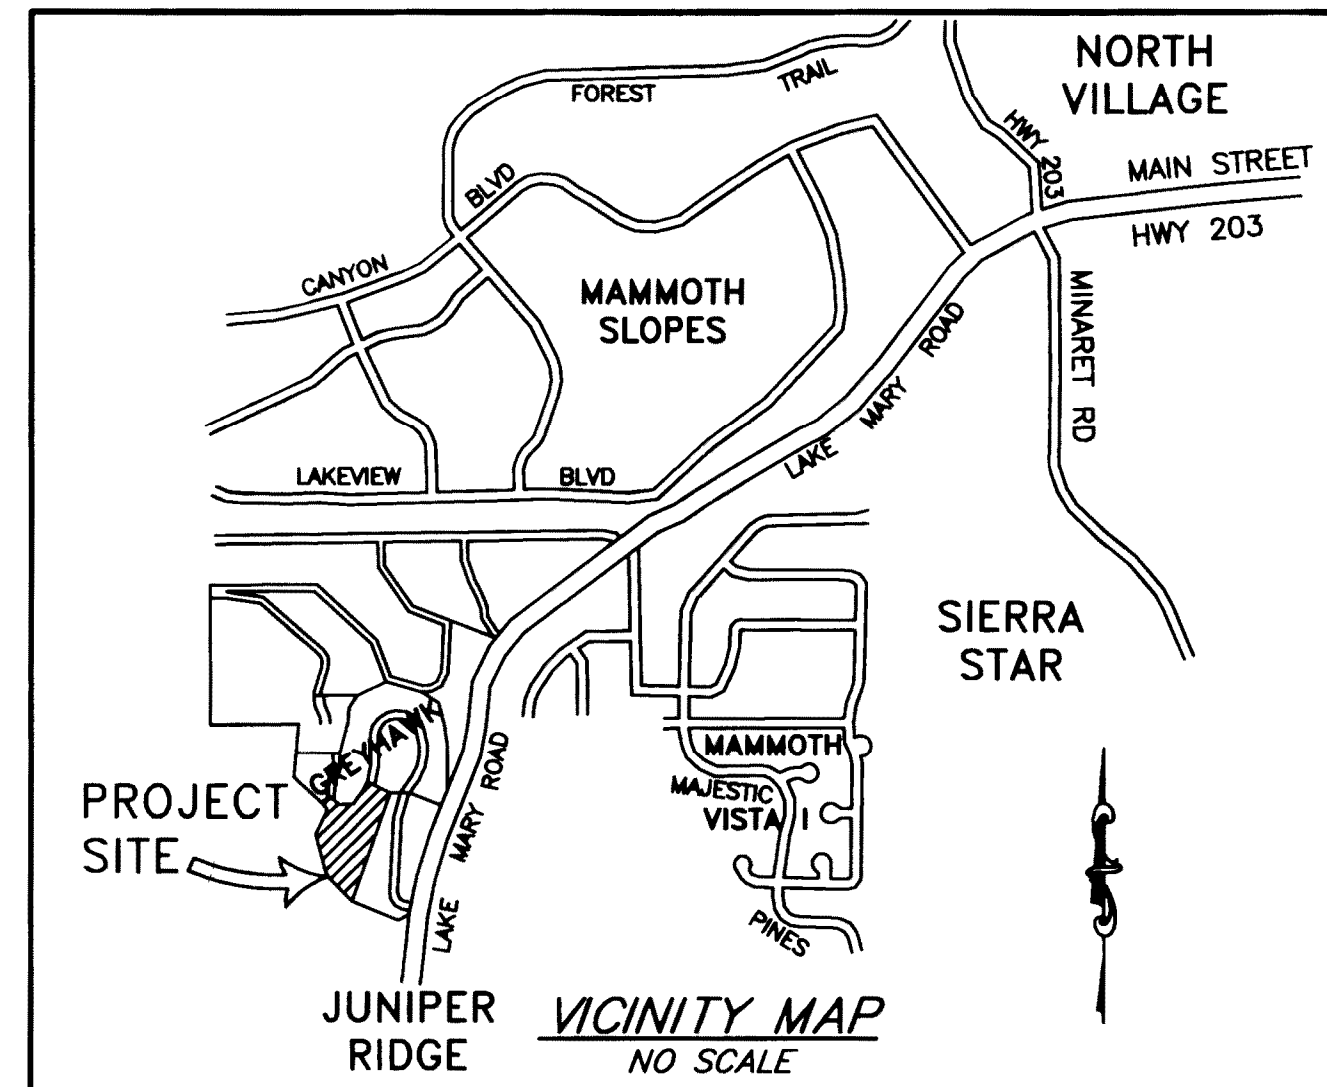 NORTH
VILLAGE
FOREST TRAIL
HWY 203
MAIN STREET
HWY 203
CANYON BLVD
MAMMOTH
SLOPES
MINARET RD
LAKE MARY ROAD
LAKEVIEW BLVD
SIERRA
STAR
GREYHAWK
MAMMOTH
VISTA I
MAJESTIC PINES
PROJECT
SITE
LAKE MARY ROAD
JUNIPER
RIDGE
VICINITY MAP
NO SCALE